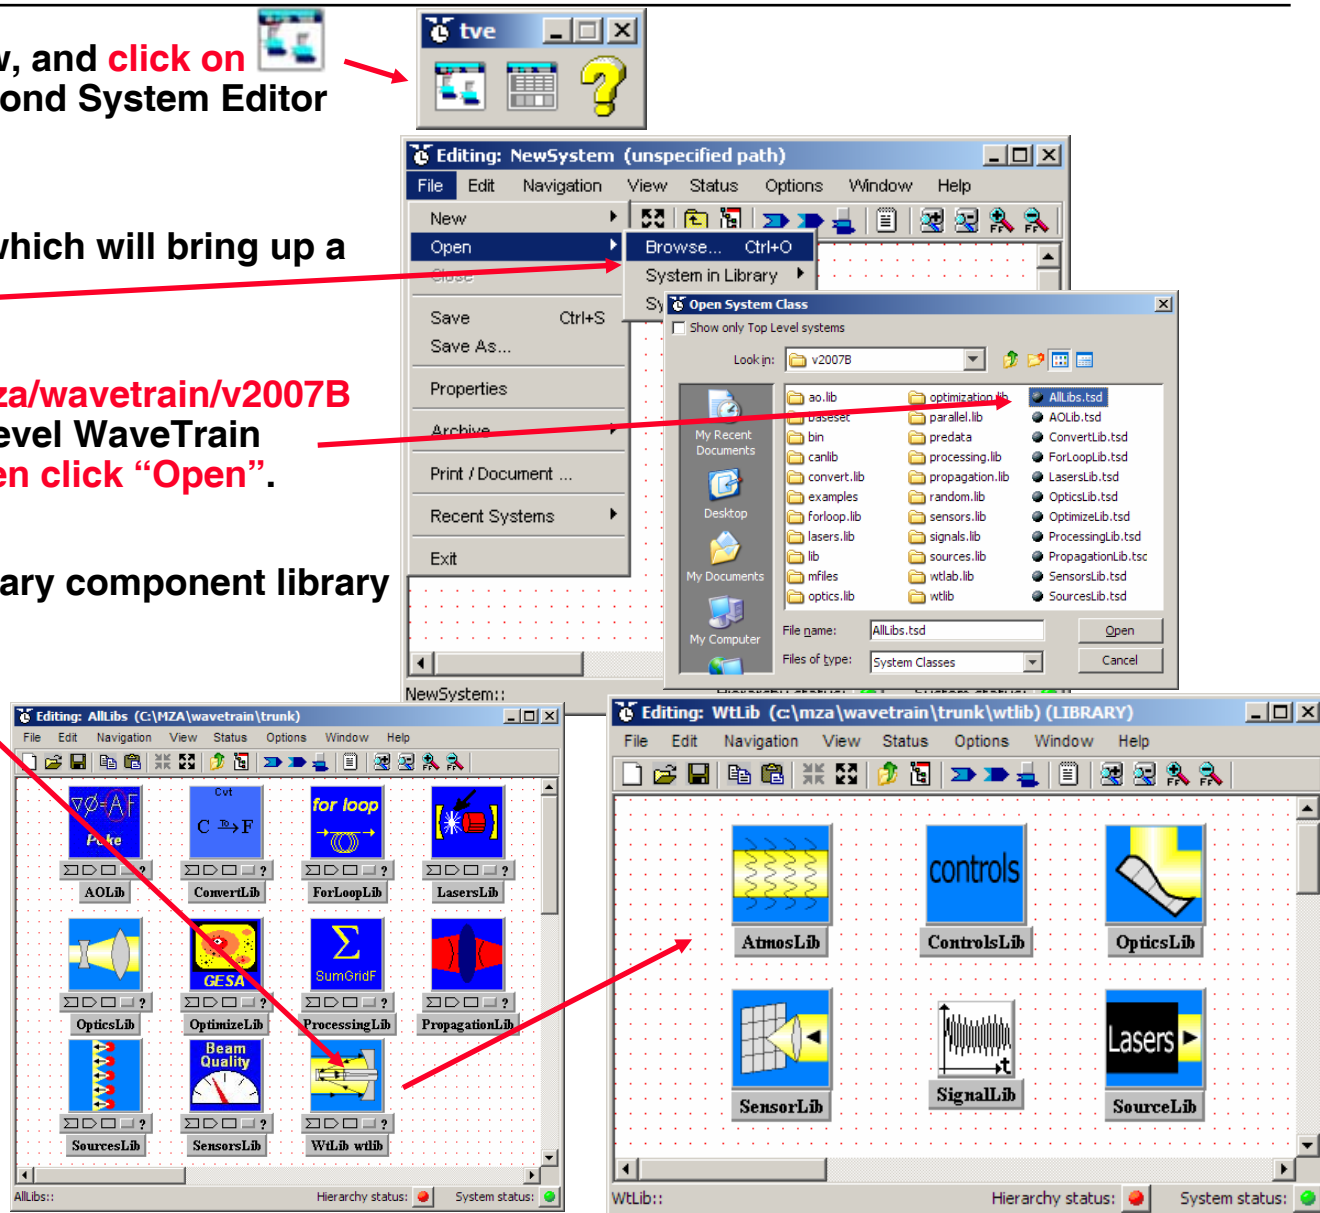 w, and click on
ond System Editor
tve
which will bring up a
za/wavetrain/v2007B
evel WaveTrain
en click “Open”.
ary component library
Editing: NewSystem (unspecified path)
File Edit Navigation View Status Options Window Help
New
Open
Close
Save Ctrl+S
Save As...
Properties
Archive
Print / Document ...
Recent Systems
Exit
Browse... Ctrl+O
System in Library
Sy
NewSystem::
Hierarchy status: System status:
Open System Class
Show only Top Level systems
Look in: v2007B
My Recent Documents
Desktop
My Documents
My Computer
ao.lib optimization.lib AllLibs.tsd
baseset parallel.lib AOLib.tsd
bin predata ConvertLib.tsd
canlib processing.lib ForLoopLib.tsd
convert.lib propagation.lib LasersLib.tsd
examples random.lib OpticsLib.tsd
forloop.lib sensors.lib OptimizeLib.tsd
lasers.lib signals.lib ProcessingLib.tsd
lib sources.lib PropagationLib.tsc
mfiles wtlab.lib SensorsLib.tsd
optics.lib wtlib SourcesLib.tsd
File name: AllLibs.tsd Open
Files of type: System Classes Cancel
Editing: AllLibs (C:\MZA\wavetrain\trunk)
File Edit Navigation View Status Options Window Help
∇Ø=AF
Poke
Cvt
C To F
for loop
AOLib ConvertLib ForLoopLib LasersLib
GESA
Σ
SumGridF
OpticsLib OptimizeLib ProcessingLib PropagationLib
Beam
Quality
SourcesLib SensorsLib WtLib wtlib
AllLibs::
Hierarchy status: System status:
Editing: WtLib (c:\mza\wavetrain\trunk\wtlib) (LIBRARY)
File Edit Navigation View Status Options Window Help
controls
AtmosLib ControlsLib OpticsLib
t
Lasers
SensorLib SignalLib SourceLib
WtLib::
Hierarchy status: System status: